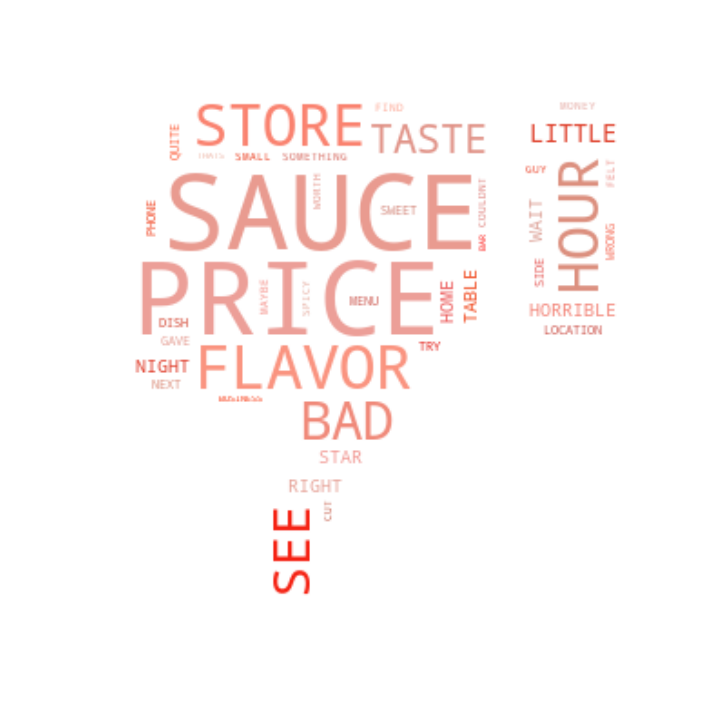 STORE
FIND
TASTE
QUITE
SMALL
SOMETHING
SAUCE
WORTH
SWEET
COULDNT
BAR
PHONE
PRICE
MAYBE
SPICY
MENU
HOME
TABLE
DISH
GAVE
TRY
NIGHT
NEXT
FLAVOR
BUSINESS
BAD
STAR
RIGHT
CUT
SEE
MONEY
LITTLE
GUY
HOUR
FELT
WAIT
WRONG
SIDE
HORRIBLE
LOCATION